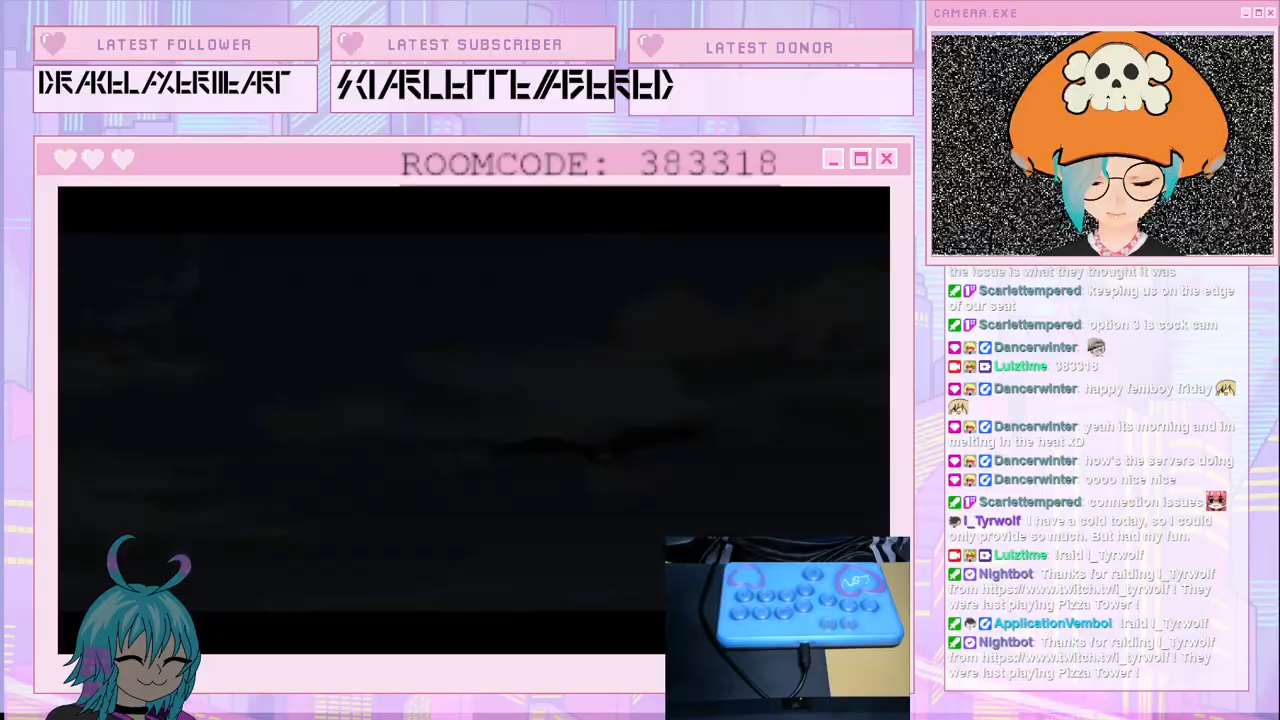 LATEST FOLLOWER
LATEST SUBSCRIBER
LATEST DONOR
CAMERA.EXE
ROOMCODE: 383318
the issue is what they thought it was
Scarlettempered: keeping us on the edge
of our seat
Scarlettempered: option 3 is cock cam
Dancerwinter:
Luiztime: 383318
Dancerwinter: happy femboy friday
Dancerwinter: yeah its morning and im
melting in the heat xD
Dancerwinter: how's the servers doing
Dancerwinter: oooo nice nice
Scarlettempered: connection issues
I_Tyrwolf: I have a cold today, so I could
only provide so much. But had my fun.
Luiztime: !raid I_Tyrwolf
Nightbot: Thanks for raiding I_Tyrwolf
from https://www.twitch.tv/i_tyrwolf ! They
were last playing Pizza Tower !
ApplicationVembol: !raid I_Tyrwolf
Nightbot: Thanks for raiding I_Tyrwolf
from https://www.twitch.tv/i_tyrwolf ! They
were last playing Pizza Tower !